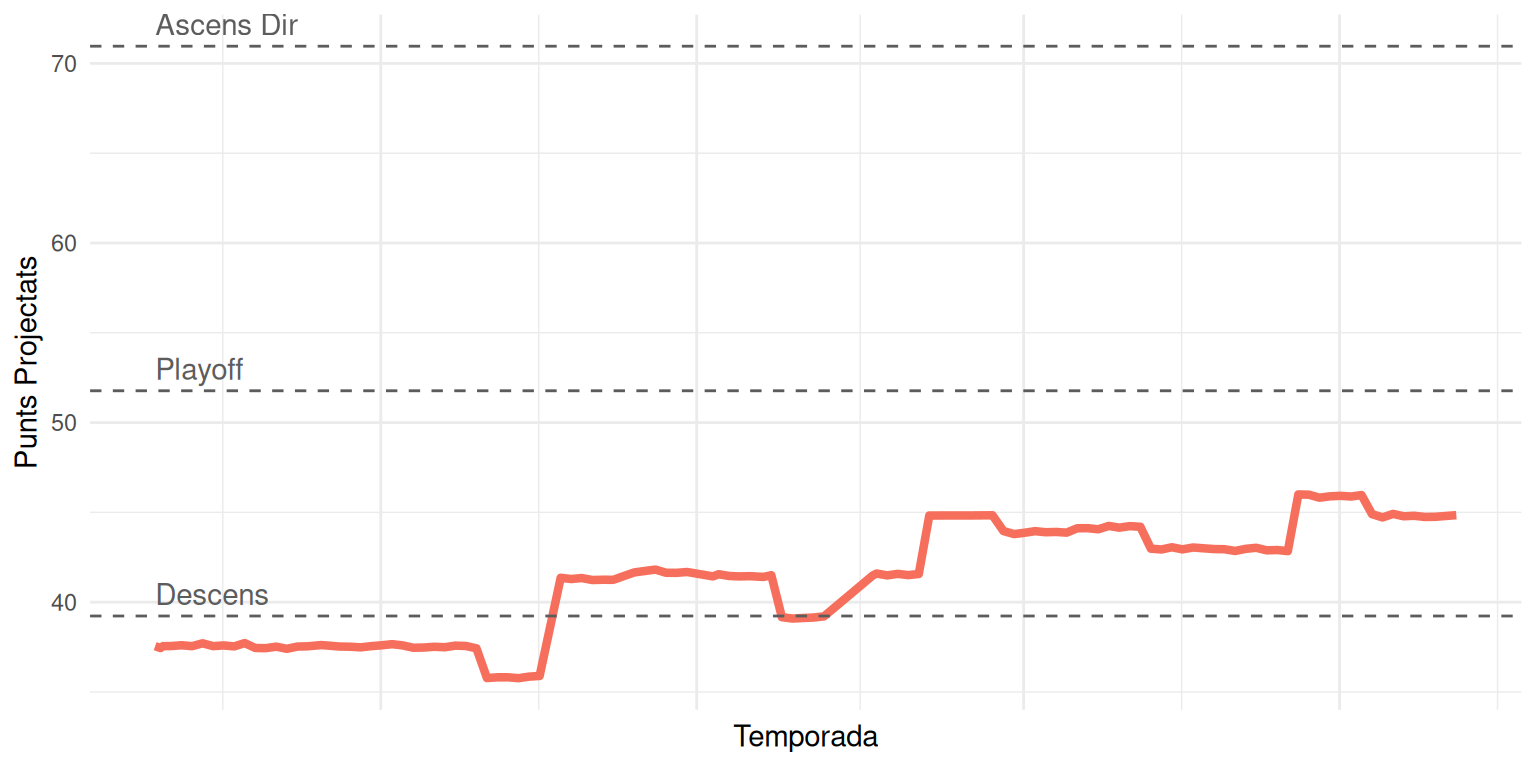 Ascens Dir
70
60
Playoff
50
Descens
40
Punts Projectats
Temporada